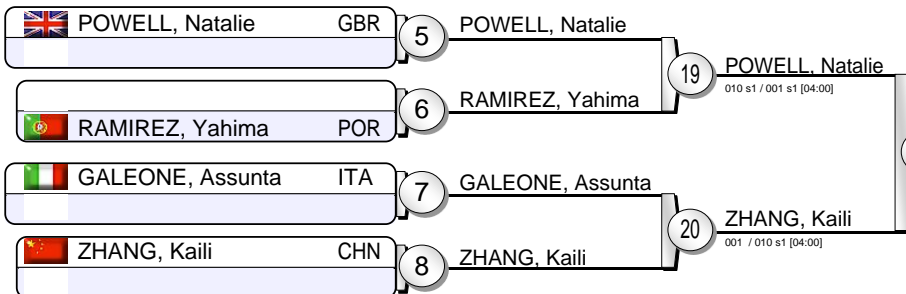 POWELL, Natalie GBR
5
POWELL, Natalie
19
POWELL, Natalie
010 s1 / 001 s1 [04:00]
6
RAMIREZ, Yahima
RAMIREZ, Yahima POR
GALEONE, Assunta ITA
7
GALEONE, Assunta
20
ZHANG, Kaili
001 / 010 s1 [04:00]
ZHANG, Kaili CHN
8
ZHANG, Kaili